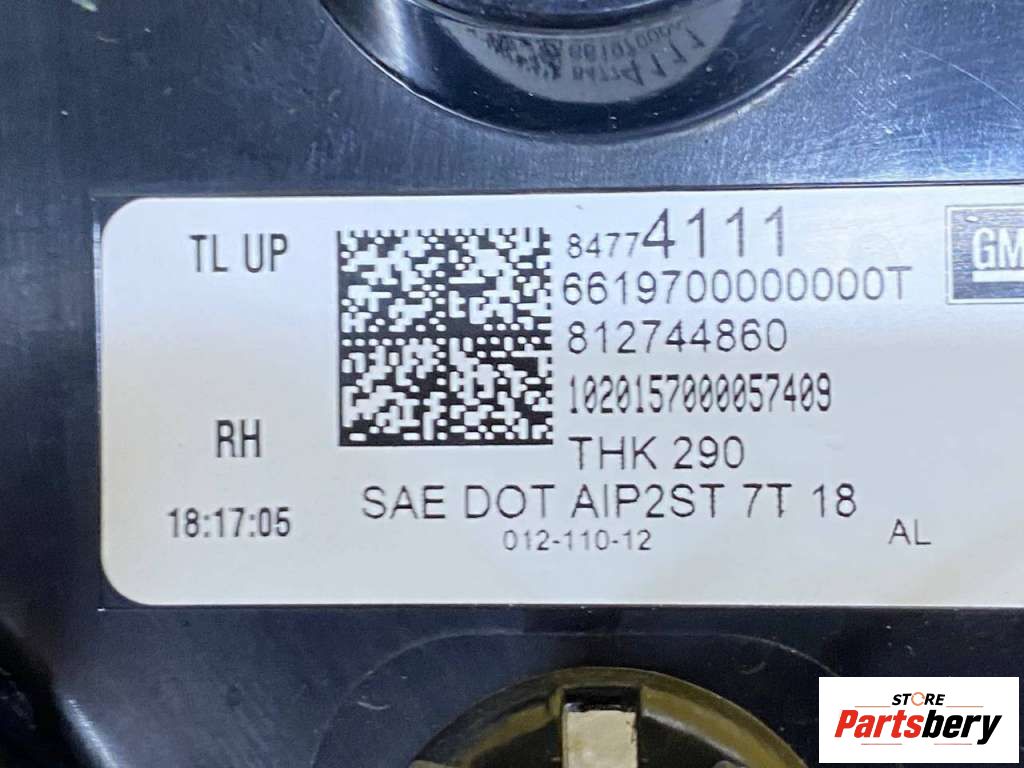 TL UP
84774111
6619700000000T
812744860
1020157000057409
THK 290
RH
18:17:05
SAE DOT AIP2ST 7T 18
012-110-12
AL
GM
STORE
Partsbery